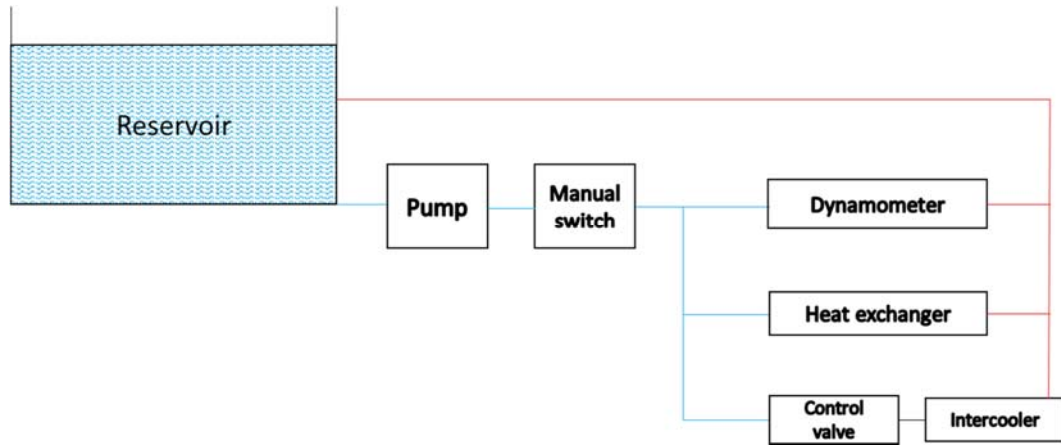 Reservoir
Pump
Manual
switch
Dynamometer
Heat exchanger
Control
valve
Intercooler